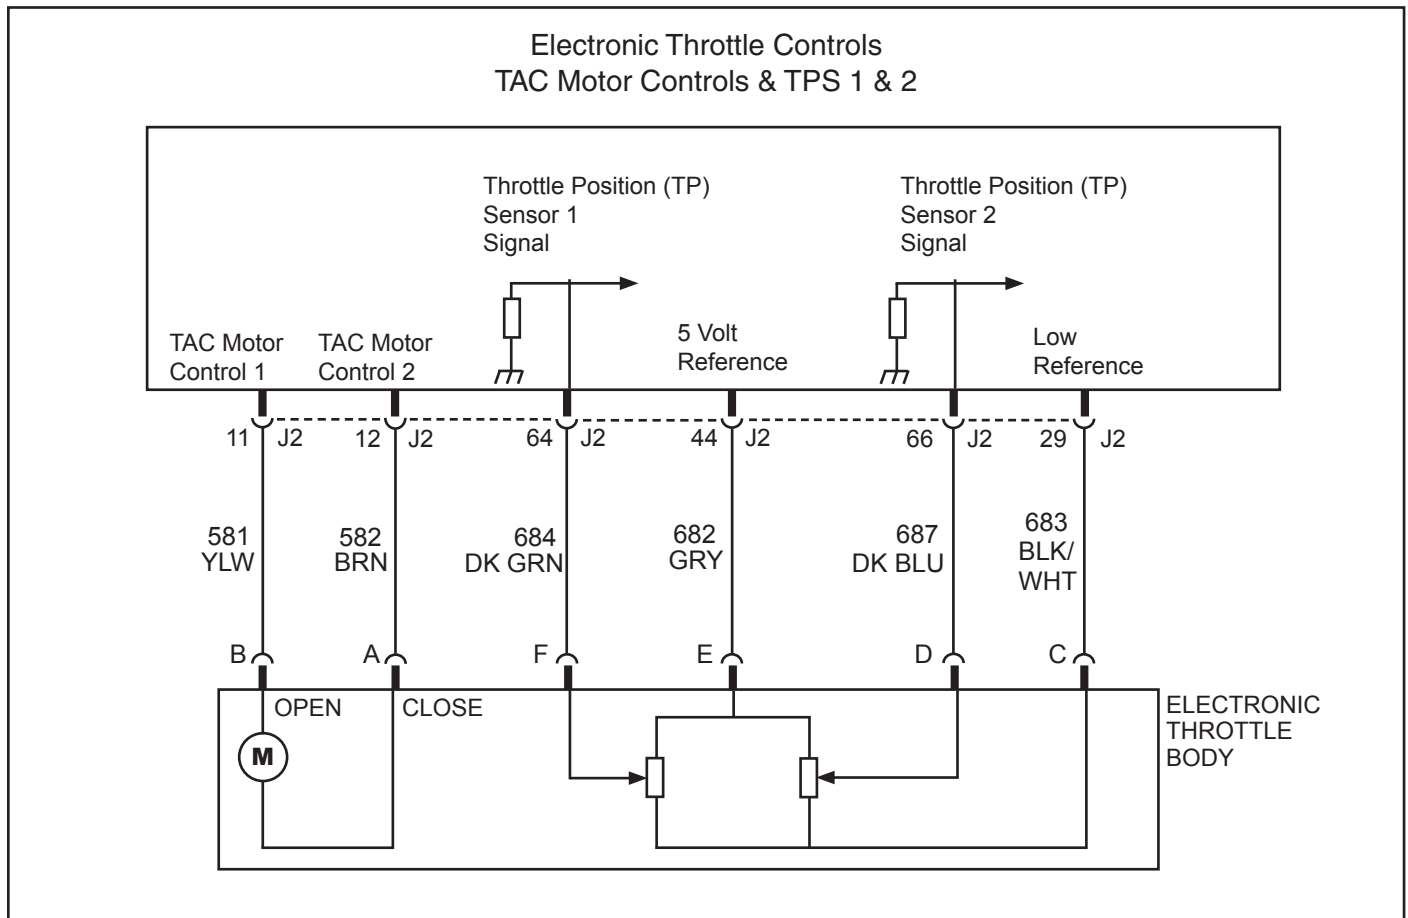 Electronic Throttle Controls
TAC Motor Controls & TPS 1 & 2
Throttle Position (TP)
Sensor 1
Signal
Throttle Position (TP)
Sensor 2
Signal
TAC Motor
Control 1
TAC Motor
Control 2
5 Volt
Reference
Low
Reference
11 J2
12 J2
64 J2
44 J2
66 J2
29 J2
581
YLW
582
BRN
684
DK GRN
682
GRY
687
DK BLU
683
BLK/
WHT
B
A
F
E
D
C
OPEN
CLOSE
M
ELECTRONIC
THROTTLE
BODY